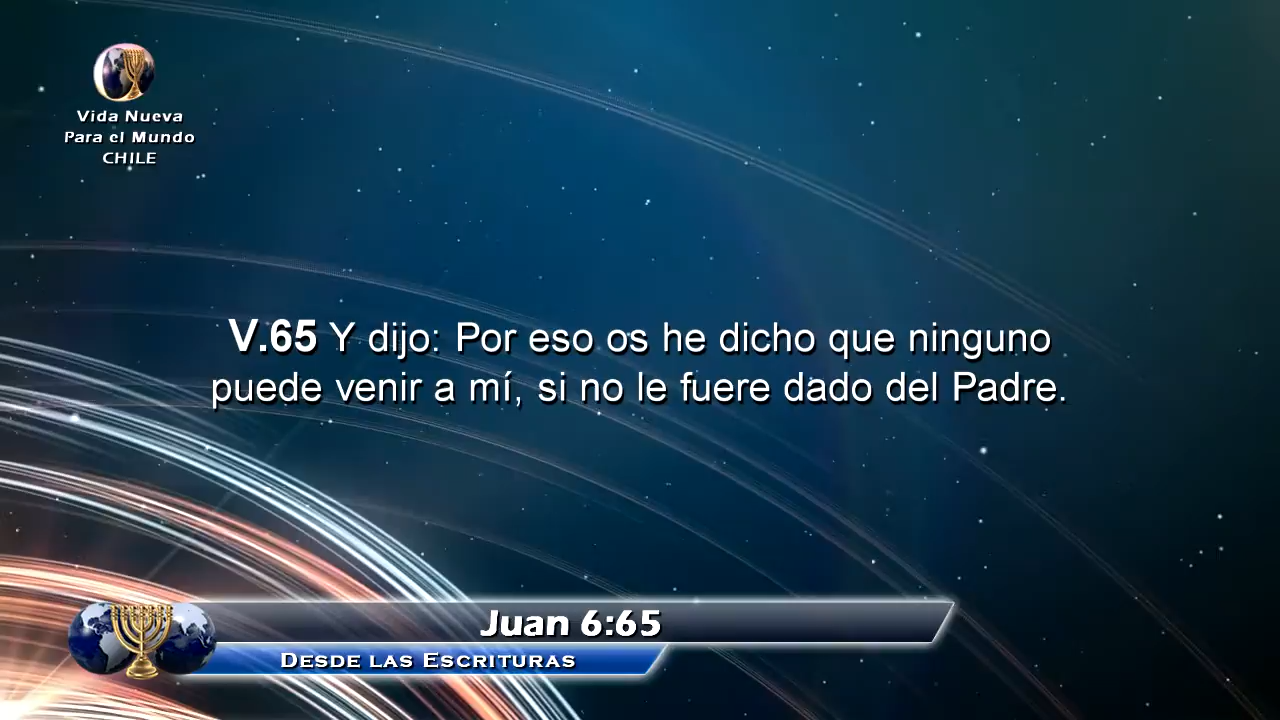 Vida Nueva
Para el Mundo
CHILE
V.65 Y dijo: Por eso os he dicho que ninguno
puede venir a mí, si no le fuere dado del Padre.
Juan 6:65
Desde las Escrituras